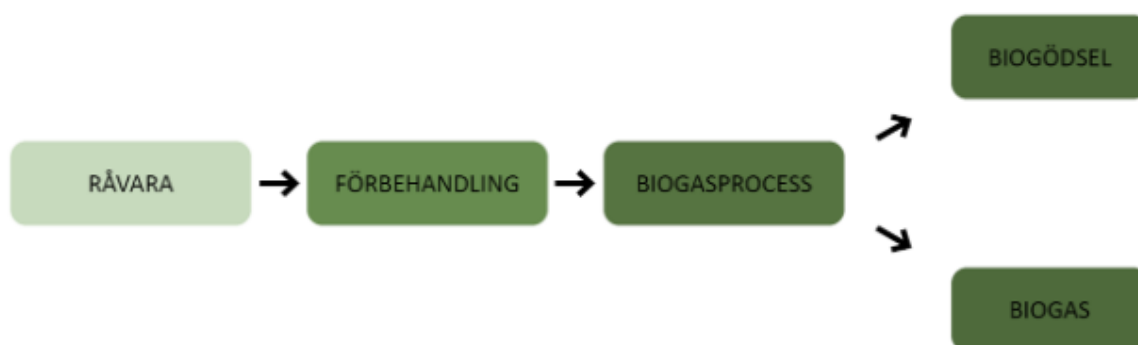 RÅVARA
FÖRBEHANDLING
BIOGASPROCESS
BIOGÖDSEL
BIOGAS